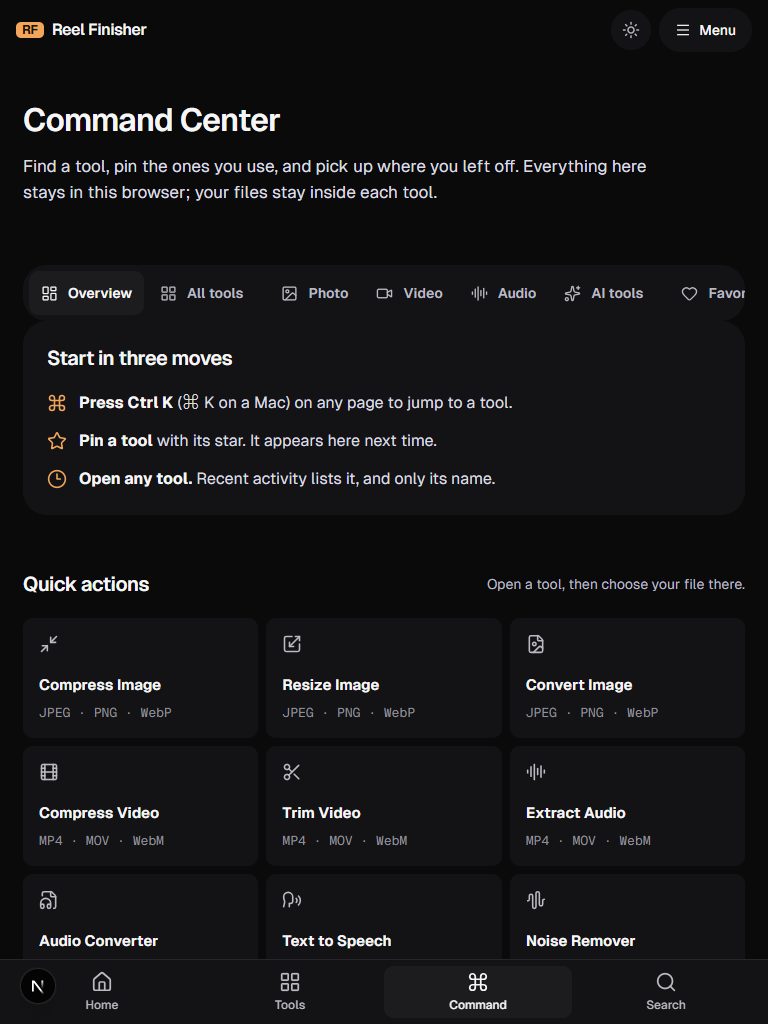 RF Reel Finisher
Menu
Command Center
Find a tool, pin the ones you use, and pick up where you left off. Everything here
stays in this browser; your files stay inside each tool.
Overview
All tools
Photo
Video
Audio
AI tools
Favor
Start in three moves
Press Ctrl K (⌘ K on a Mac) on any page to jump to a tool.
Pin a tool with its star. It appears here next time.
Open any tool. Recent activity lists it, and only its name.
Quick actions
Open a tool, then choose your file there.
Compress Image
JPEG · PNG · WebP
Resize Image
JPEG · PNG · WebP
Convert Image
JPEG · PNG · WebP
Compress Video
MP4 · MOV · WebM
Trim Video
MP4 · MOV · WebM
Extract Audio
MP4 · MOV · WebM
Audio Converter
Text to Speech
Noise Remover
N
Home
Tools
Command
Search